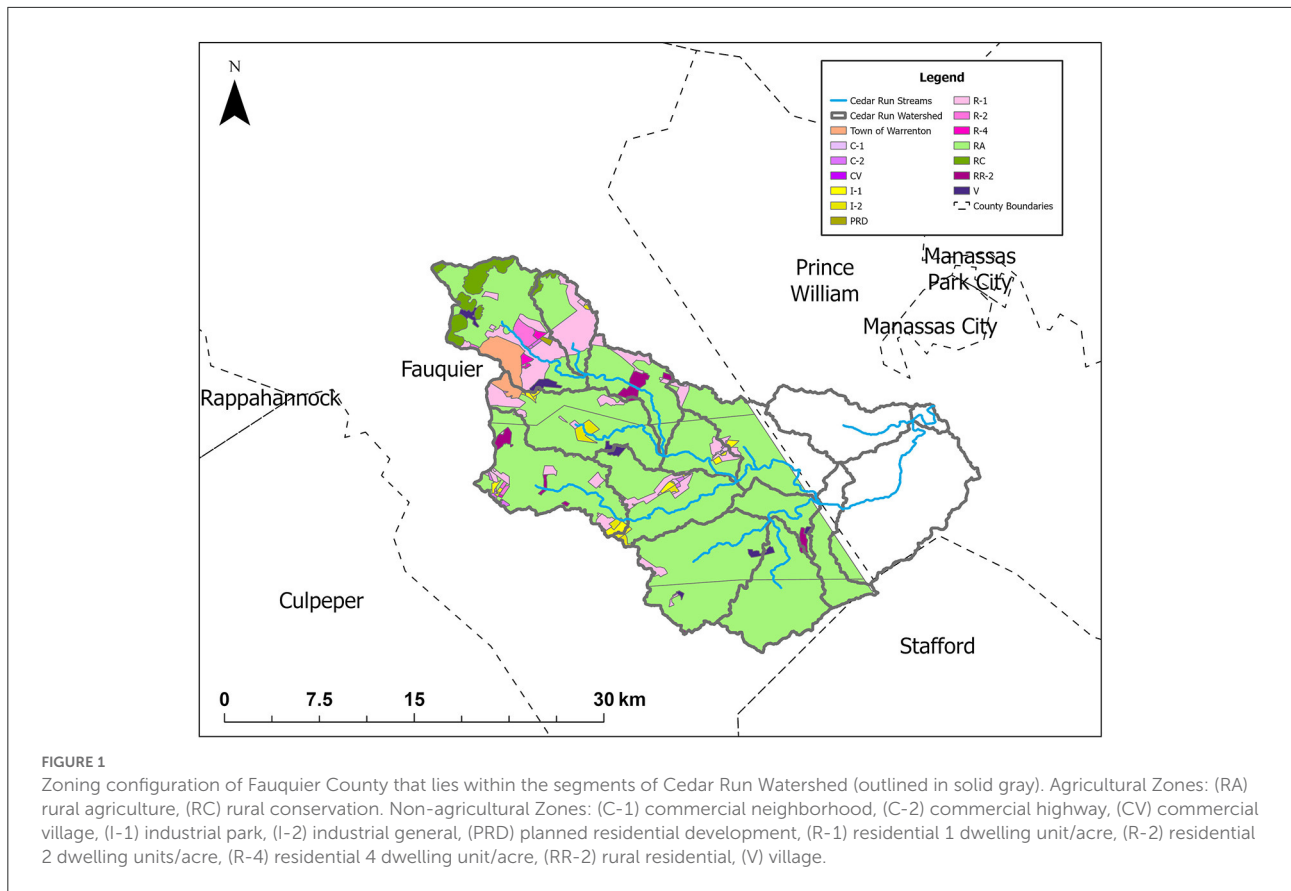 N
Legend
Cedar Run Streams
Cedar Run Watershed
Town of Warrenton
C-1
C-2
CV
I-1
I-2
PRD
R-1
R-2
R-4
RA
RC
RR-2
V
County Boundaries
Prince
William
Manassas
Park City
Manassas City
Fauquier
Rappahannock
Culpeper
Stafford
0 7.5 15 30 km
FIGURE 1
Zoning configuration of Fauquier County that lies within the segments of Cedar Run Watershed (outlined in solid gray). Agricultural Zones: (RA)
rural agriculture, (RC) rural conservation. Non-agricultural Zones: (C-1) commercial neighborhood, (C-2) commercial highway, (CV) commercial
village, (I-1) industrial park, (I-2) industrial general, (PRD) planned residential development, (R-1) residential 1 dwelling unit/acre, (R-2) residential
2 dwelling units/acre, (R-4) residential 4 dwelling unit/acre, (RR-2) rural residential, (V) village.